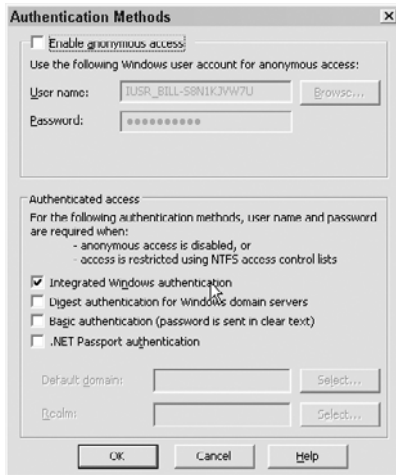 Authentication Methods
Enable anonymous access
Use the following Windows user account for anonymous access:
User name: IUSR_BILL-S8N1KJVW7U Browse...
Password: ●●●●●●●●●●
Authenticated access
For the following authentication methods, user name and password
are required when:
- anonymous access is disabled, or
- access is restricted using NTFS access control lists
Integrated Windows authentication
Digest authentication for Windows domain servers
Basic authentication (password is sent in clear text)
.NET Passport authentication
Default domain: Select...
Realm: Select...
OK Cancel Help